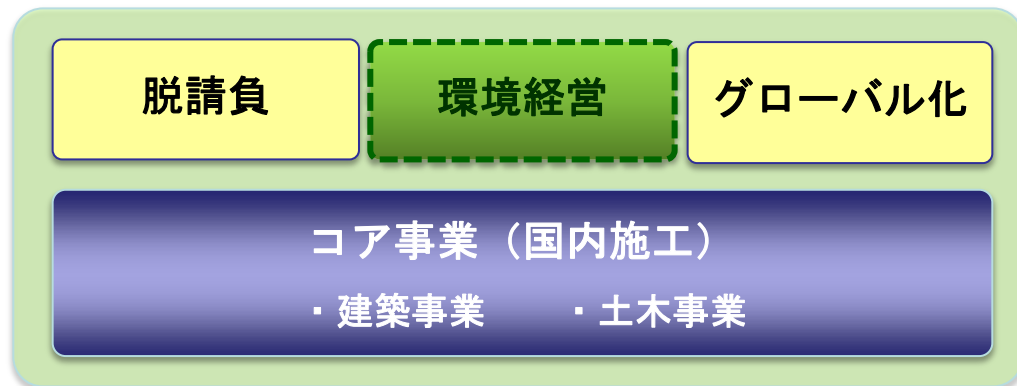 脱請負
環境経営
グローバル化
コア事業（国内施工）
・建築事業　　・土木事業